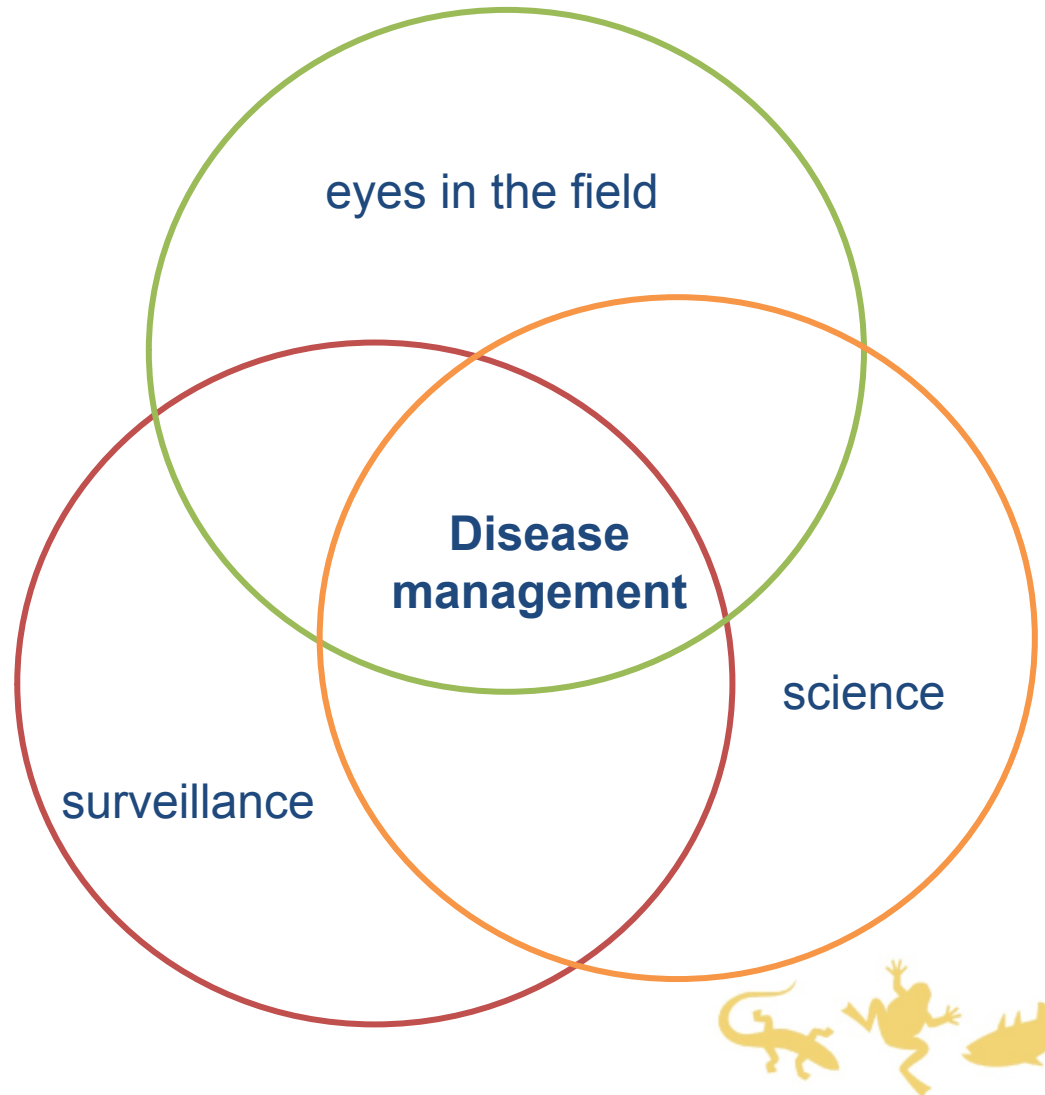 eyes in the field
Disease
management
science
surveillance